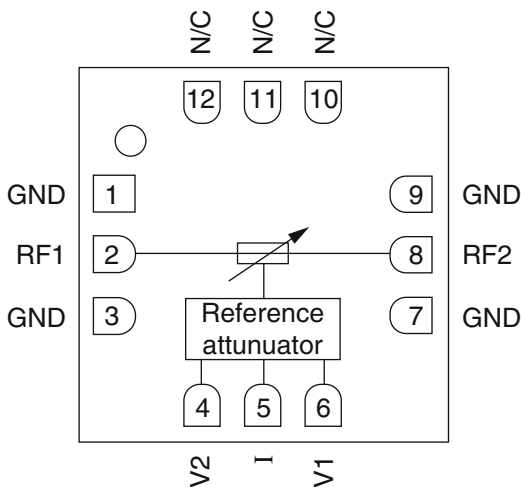 N/C N/C N/C
12 11 10
GND 1 9 GND
RF1 2 8 RF2
GND 3 7 GND
Reference
attunuator
4 5 6
V2 I V1